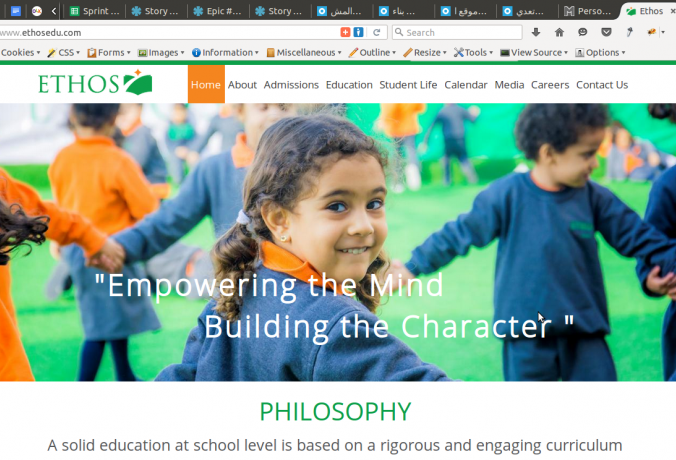 Sprint ...
Story ...
Epic #...
Story ...
المش...
بناء ...
موقع ا...
تعدي...
Perso...
Ethos
www.ethosedu.com
Search
Cookies
CSS
Forms
Images
Information
Miscellaneous
Outline
Resize
Tools
View Source
Options
ETHOS
Home About Admissions Education Student Life Calendar Media Careers Contact Us
"Empowering the Mind
Building the Character "
PHILOSOPHY
A solid education at school level is based on a rigorous and engaging curriculum